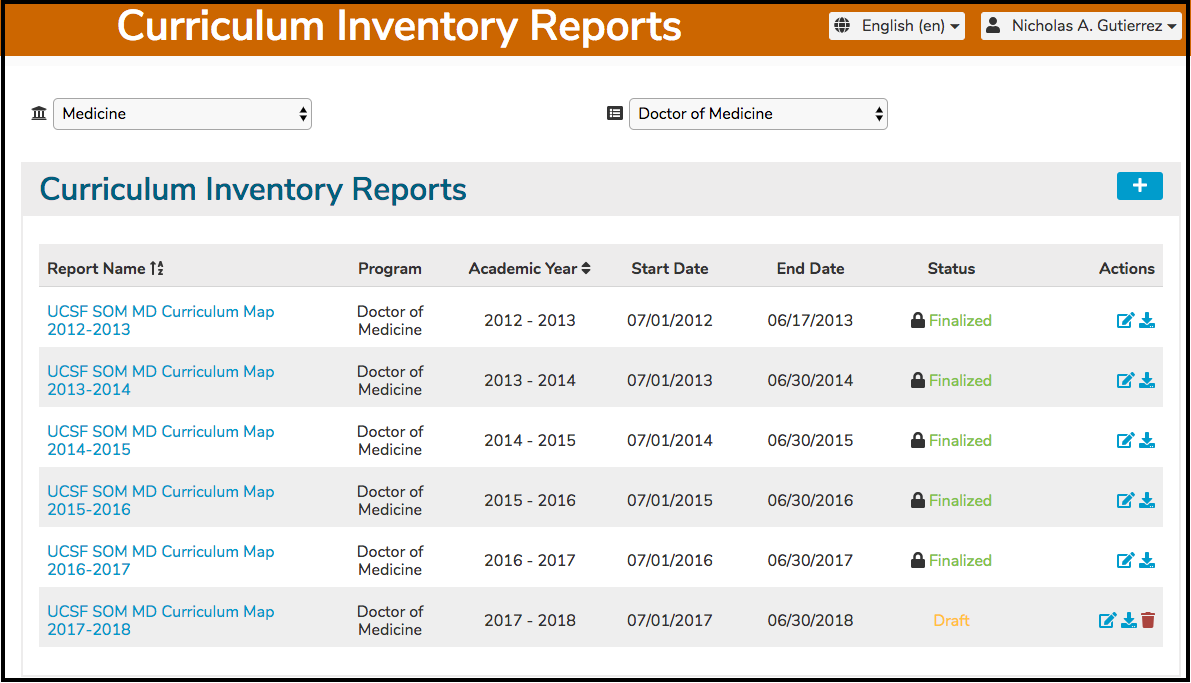 Curriculum Inventory Reports
English (en)
Nicholas A. Gutierrez
Medicine
Doctor of Medicine
Curriculum Inventory Reports
+
Report Name Program Academic Year Start Date End Date Status Actions
UCSF SOM MD Curriculum Map
2012-2013
Doctor of
Medicine
2012 - 2013 07/01/2012 06/17/2013 Finalized
UCSF SOM MD Curriculum Map
2013-2014
Doctor of
Medicine
2013 - 2014 07/01/2013 06/30/2014 Finalized
UCSF SOM MD Curriculum Map
2014-2015
Doctor of
Medicine
2014 - 2015 07/01/2014 06/30/2015 Finalized
UCSF SOM MD Curriculum Map
2015-2016
Doctor of
Medicine
2015 - 2016 07/01/2015 06/30/2016 Finalized
UCSF SOM MD Curriculum Map
2016-2017
Doctor of
Medicine
2016 - 2017 07/01/2016 06/30/2017 Finalized
UCSF SOM MD Curriculum Map
2017-2018
Doctor of
Medicine
2017 - 2018 07/01/2017 06/30/2018 Draft